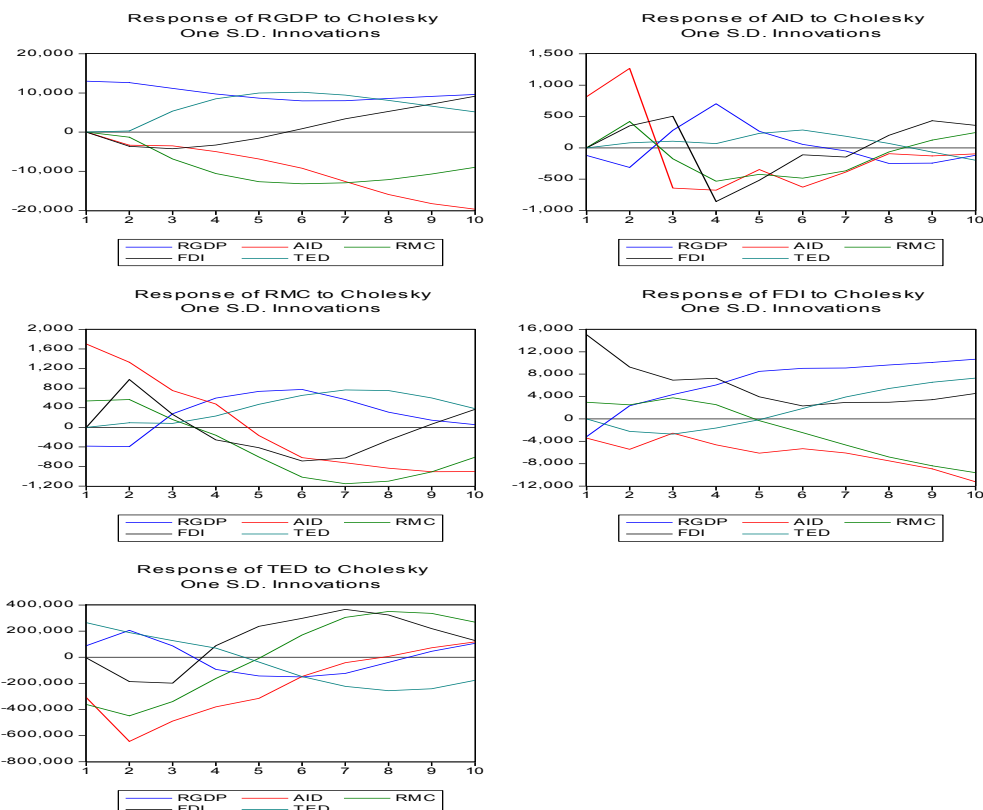 Response of RGDP to Cholesky
One S.D. Innovations
20,000
10,000
0
-10,000
-20,000
1 2 3 4 5 6 7 8 9 10
RGDP AID RMC
FDI TED
Response of AID to Cholesky
One S.D. Innovations
1,500
1,000
500
0
-500
-1,000
1 2 3 4 5 6 7 8 9 10
RGDP AID RMC
FDI TED
Response of RMC to Cholesky
One S.D. Innovations
2,000
1,600
1,200
800
400
0
-400
-800
-1,200
1 2 3 4 5 6 7 8 9 10
RGDP AID RMC
FDI TED
Response of FDI to Cholesky
One S.D. Innovations
16,000
12,000
8,000
4,000
0
-4,000
-8,000
-12,000
1 2 3 4 5 6 7 8 9 10
RGDP AID RMC
FDI TED
Response of TED to Cholesky
One S.D. Innovations
400,000
200,000
0
-200,000
-400,000
-600,000
-800,000
1 2 3 4 5 6 7 8 9 10
RGDP AID RMC
FDI TED